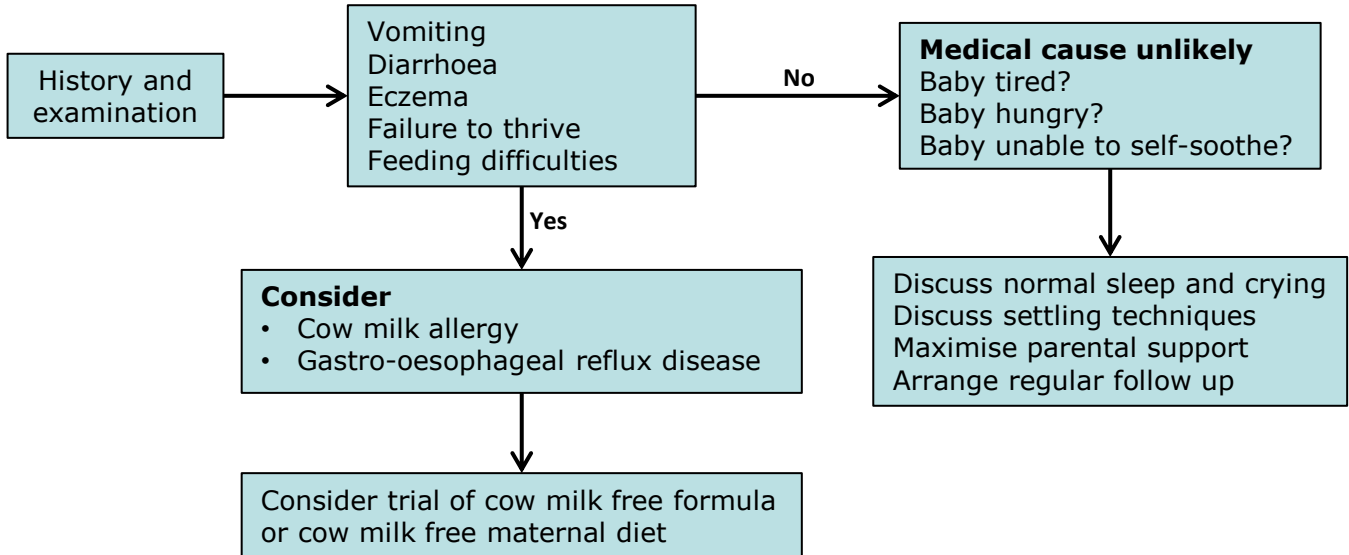 History and
examination
Vomiting
Diarrhoea
Eczema
Failure to thrive
Feeding difficulties
No
Medical cause unlikely
Baby tired?
Baby hungry?
Baby unable to self-soothe?
Yes
Consider
• Cow milk allergy
• Gastro-oesophageal reflux disease
Discuss normal sleep and crying
Discuss settling techniques
Maximise parental support
Arrange regular follow up
Consider trial of cow milk free formula
or cow milk free maternal diet